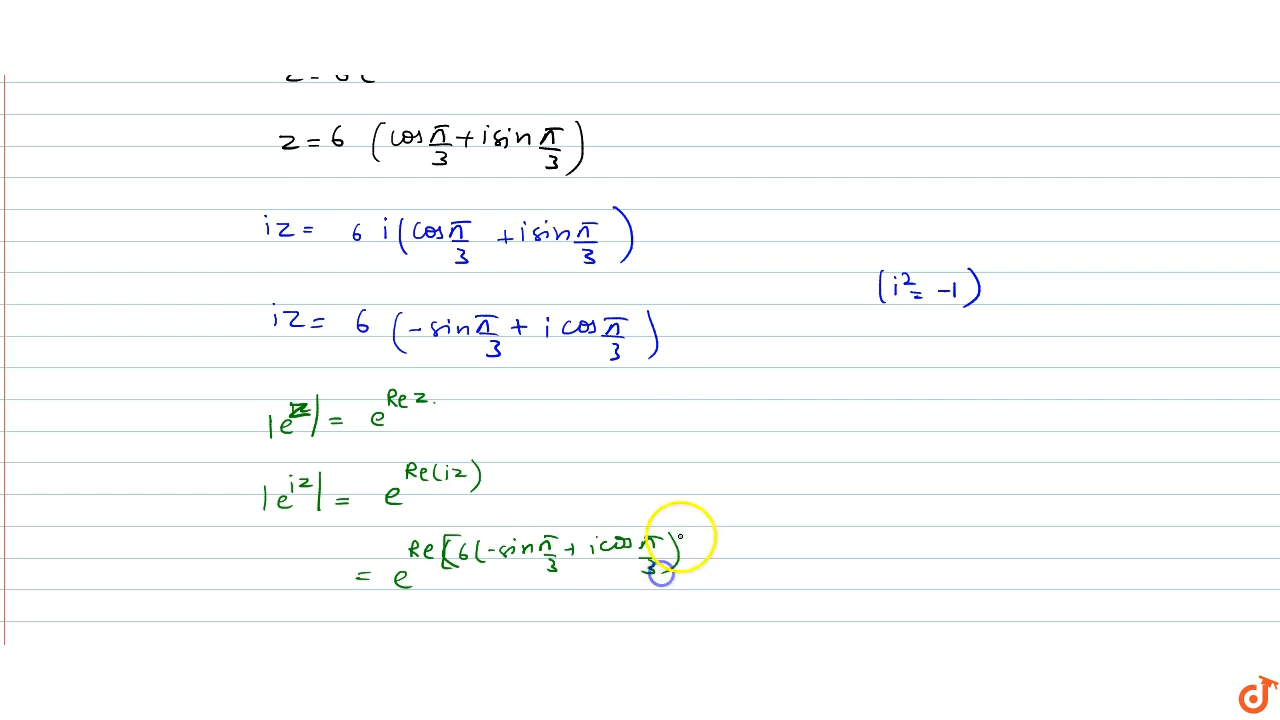 z = 6 (cos π/3 + i sin π/3)
iz = 6 i (cos π/3 + i sin π/3)
(i² = -1)
iz = 6 (- sin π/3 + i cos π/3)
|e^z| = e^Re z.
|e^iz| = e^Re(iz)
= e^Re[6(- sin π/3 + i cos π/3)